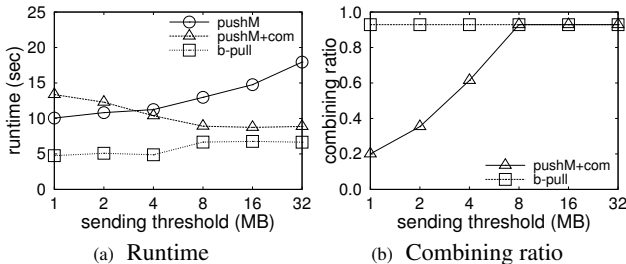 25
20
15
10
5
0
runtime (sec)
pushM
pushM+com
b-pull
1 2 4 8 16 32
sending threshold (MB)
(a) Runtime
1.0
0.8
0.6
0.4
0.2
0.0
combining ratio
pushM+com
b-pull
1 2 4 8 16 32
sending threshold (MB)
(b) Combining ratio